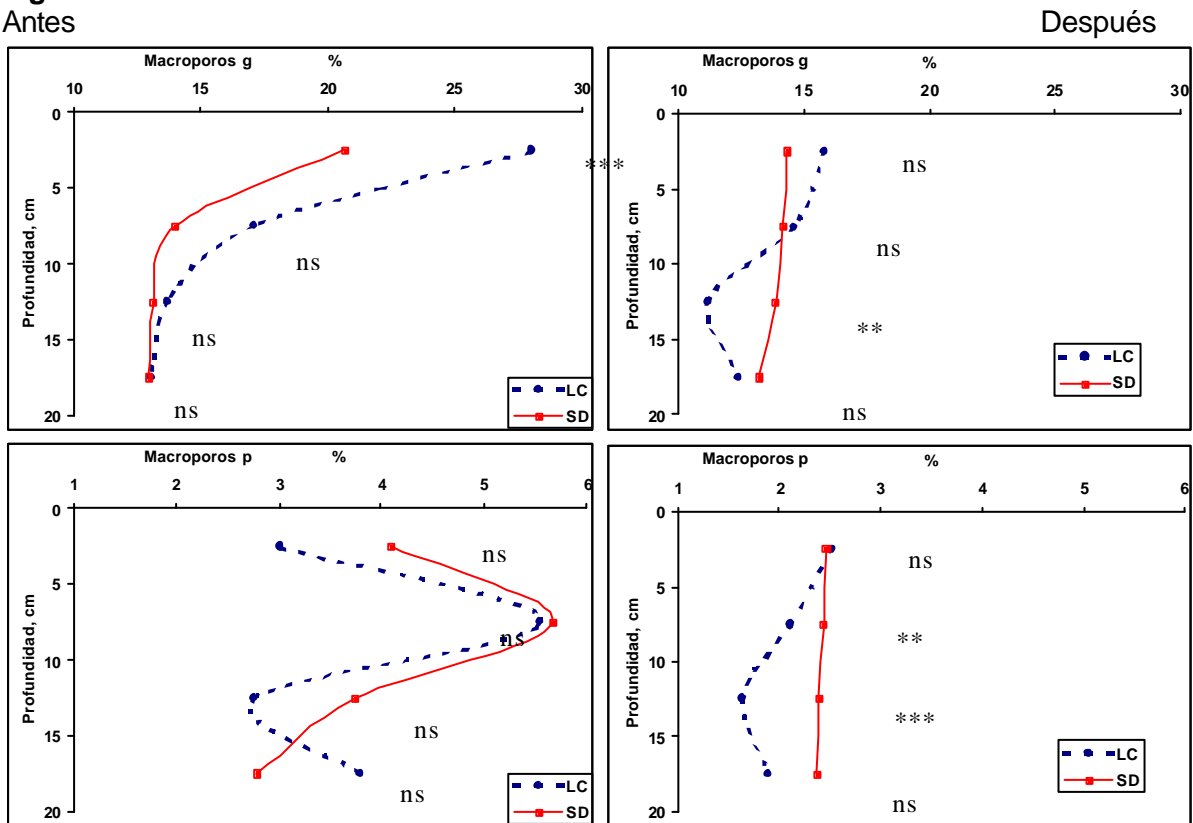 Antes Después
Macroporos g %
10 15 20 25 30
0
5
10
15
20
Profundidad, cm
***
ns
ns
ns
LC
SD
Macroporos g %
10 15 20 25 30
0
5
10
15
20
Profundidad, cm
ns
ns
**
ns
LC
SD
Macroporos p %
1 2 3 4 5 6
0
5
10
15
20
Profundidad, cm
ns
ns
ns
ns
LC
SD
Macroporos p %
1 2 3 4 5 6
0
5
10
15
20
Profundidad, cm
ns
**
***
ns
LC
SD